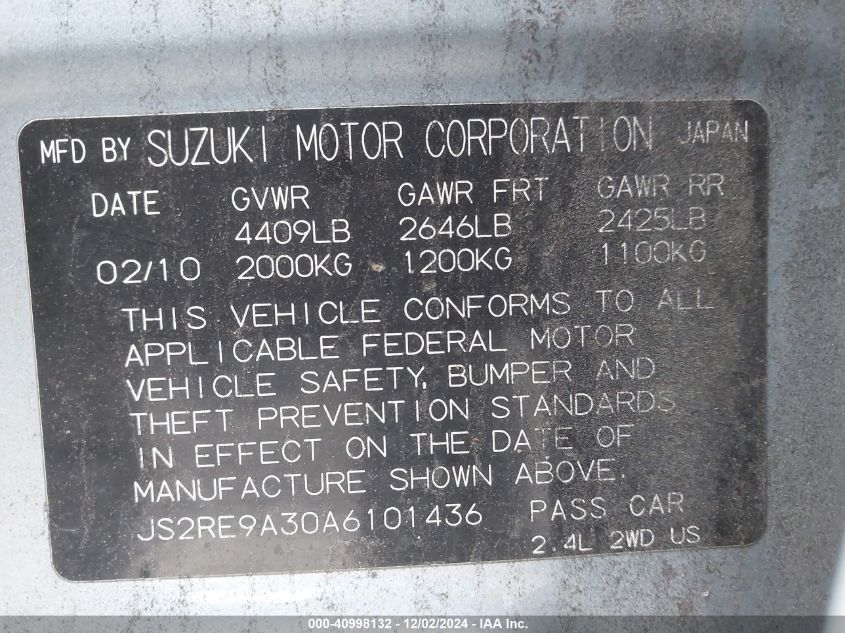 MFD BY SUZUKI MOTOR CORPORATION JAPAN
DATE GVWR GAWR FRT GAWR RR
4409LB 2646LB 2425LB
02/10 2000KG 1200KG 1100KG
THIS VEHICLE CONFORMS TO ALL
APPLICABLE FEDERAL MOTOR
VEHICLE SAFETY, BUMPER AND
THEFT PREVENTION STANDARDS
IN EFFECT ON THE DATE OF
MANUFACTURE SHOWN ABOVE.
JS2RE9A30A6101436 PASS CAR
2.4L 2WD US
000-40998132 - 12/02/2024 - IAA Inc.